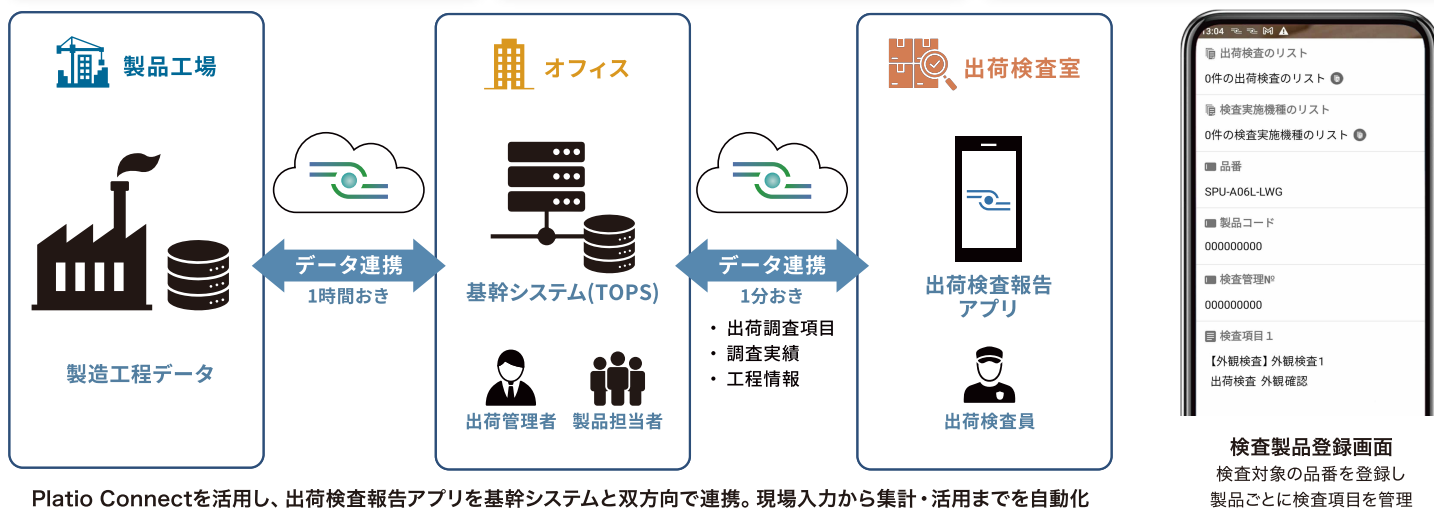 製品工場
製造工程データ
データ連携
1時間おき
オフィス
基幹システム(TOPS)
出荷管理者
製品担当者
データ連携
1分おき
・ 出荷調査項目
・ 調査実績
・ 工程情報
出荷検査室
出荷検査報告
アプリ
出荷検査員
Platio Connectを活用し、出荷検査報告アプリを基幹システムと双方向で連携。現場入力から集計・活用までを自動化
13:04
出荷検査のリスト
0件の出荷検査のリスト
検査実施機種のリスト
0件の検査実施機種のリスト
品番
SPU-A06L-LWG
製品コード
000000000
検査管理№
000000000
検査項目１
【外観検査】外観検査1
出荷検査 外観確認
検査製品登録画面
検査対象の品番を登録し
製品ごとに検査項目を管理